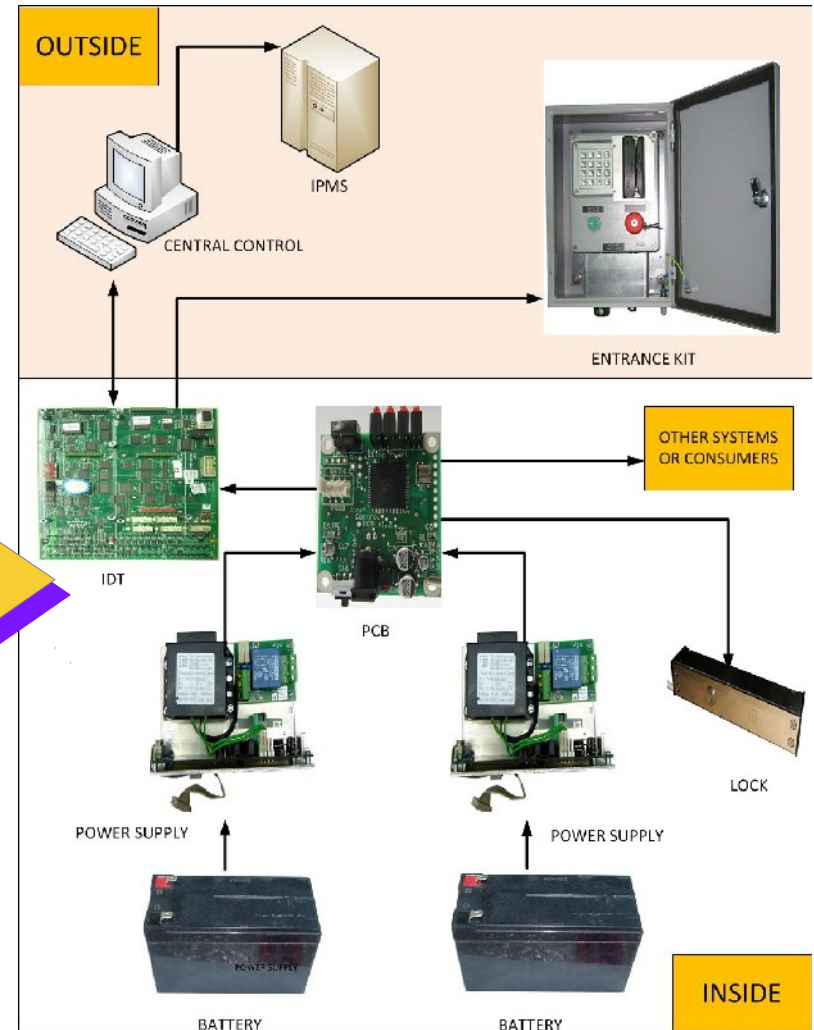 OUTSIDE
IPMS
CENTRAL CONTROL
ENTRANCE KIT
OTHER SYSTEMS
OR CONSUMERS
IDT
PCB
LOCK
POWER SUPPLY
POWER SUPPLY
POWER SUPPLY
BATTERY
BATTERY
INSIDE